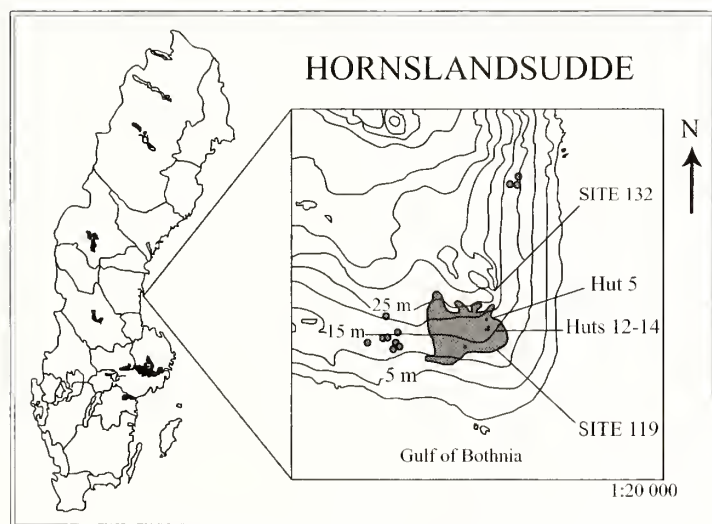 HORNSLANDSUDDE
N
SITE 132
Hut 5
25 m
Huts 12-14
15 m
5 m
SITE 119
Gulf of Bothnia
1:20 000